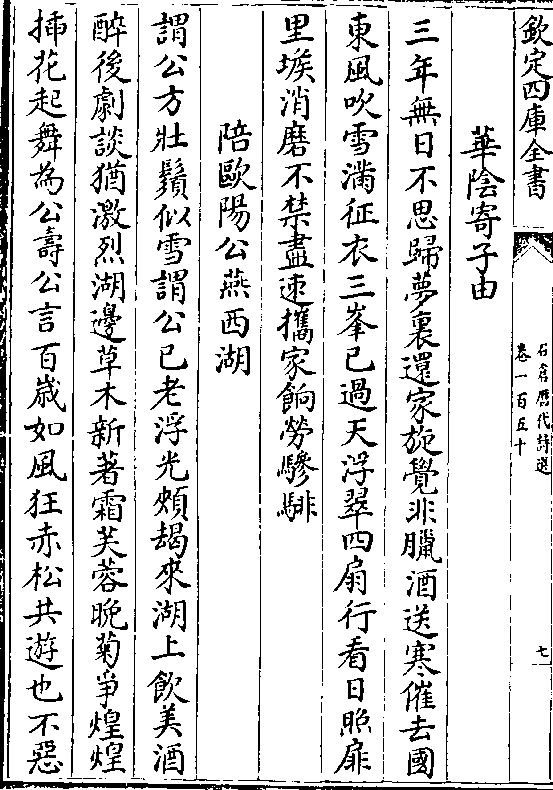 欽定四庫全書
石倉歷代詩選
卷一百五十
七
華陰寄子由
三年無日不思歸夢裏還家旋覺非臘酒送寒催去國
東風吹雪滿征衣三峯已過天浮翠四扇行看日照扉
里堠消磨不禁盡速攜家餉勞驂騑
陪歐陽公燕西湖
謂公方壯鬚似雪謂公已老浮光頰朅來湖上飲美酒
醉後劇談猶激烈湖邊草木新著霜芙蓉晚菊爭煌煌
揷花起舞為公壽公言百嵗如風狂赤松共遊也不惡